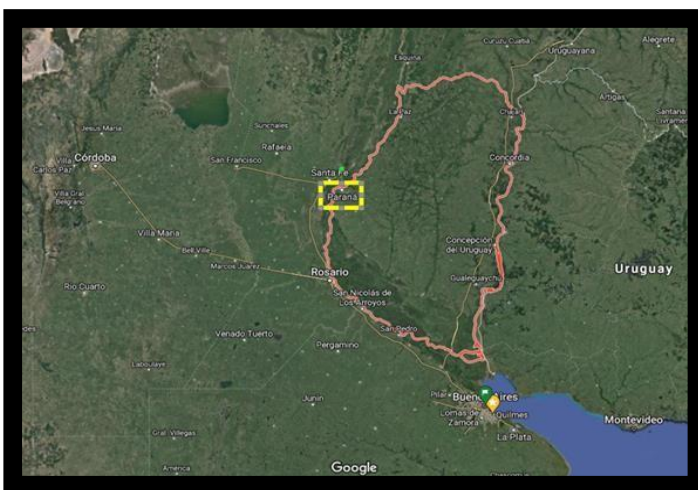 Curuzú Cuatiá
Alegrete
Uruguayana
Esquina
Artigas
Santana
Livramen
La Paz
Chajarí
Sunchales
Jesús María
Rafaela
Córdoba
San Francisco
Concordia
Villa
Carlos Paz
Santa Fe
Villa Gral
Belgrano
Paraná
Villa María
Concepción
del Uruguay
Bell Ville
Marcos Juárez
Rosario
Gualeguaychú
Uruguay
Río Cuarto
San Nicolás de
Los Arroyos
Venado Tuerto
San Pedro
Pergamino
Laboulaye
Junín
Pilar
Buenos Aires
Lomas de
Zamora
Quilmes
Montevideo
Gral. Villegas
La Plata
América
Google